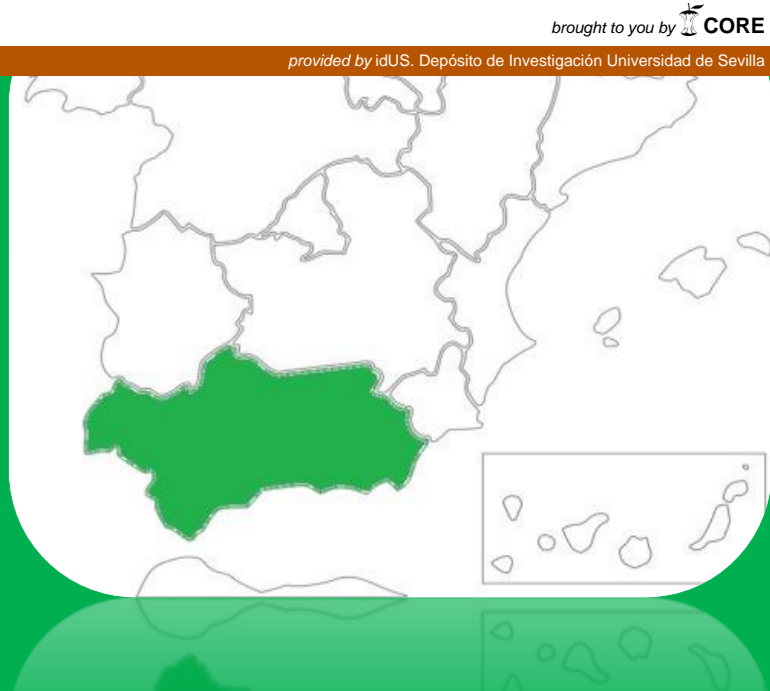 brought to you by CORE
provided by idUS. Depósito de Investigación Universidad de Sevilla